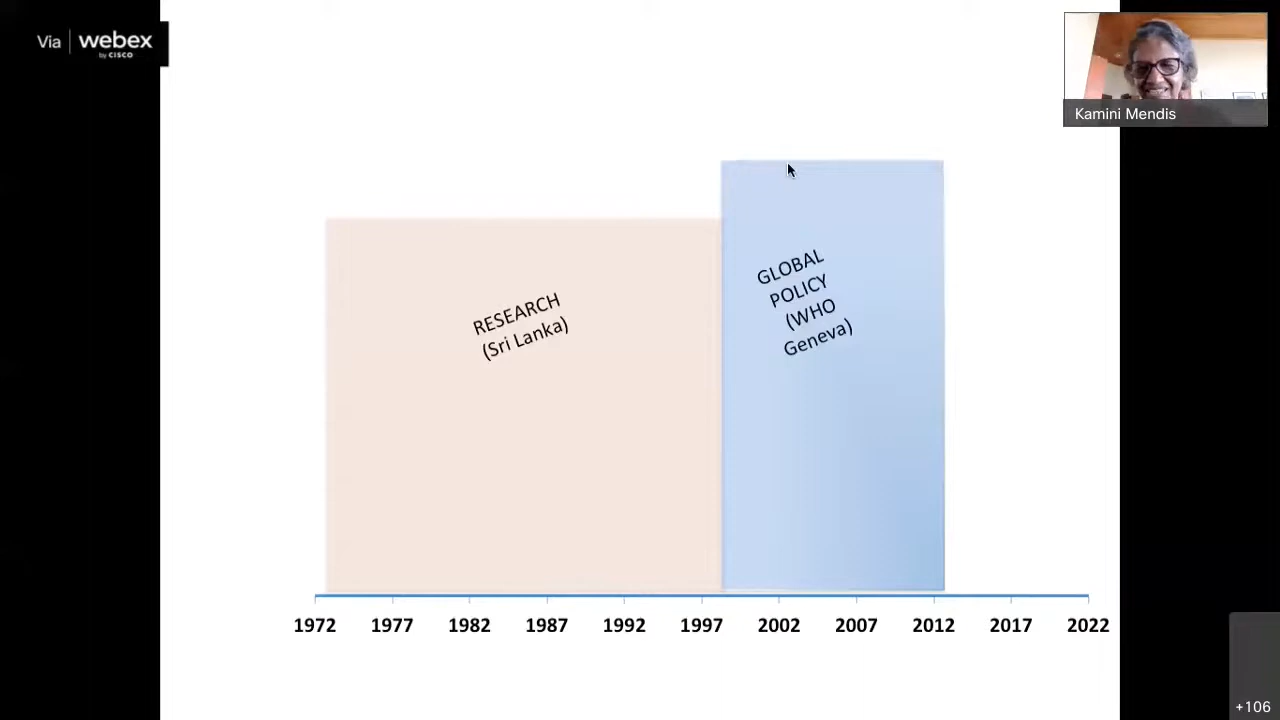 Via webex
by CISCO
Kamini Mendis
RESEARCH
(Sri Lanka)
GLOBAL
POLICY
(WHO
Geneva)
1972 1977 1982 1987 1992 1997 2002 2007 2012 2017 2022
+106